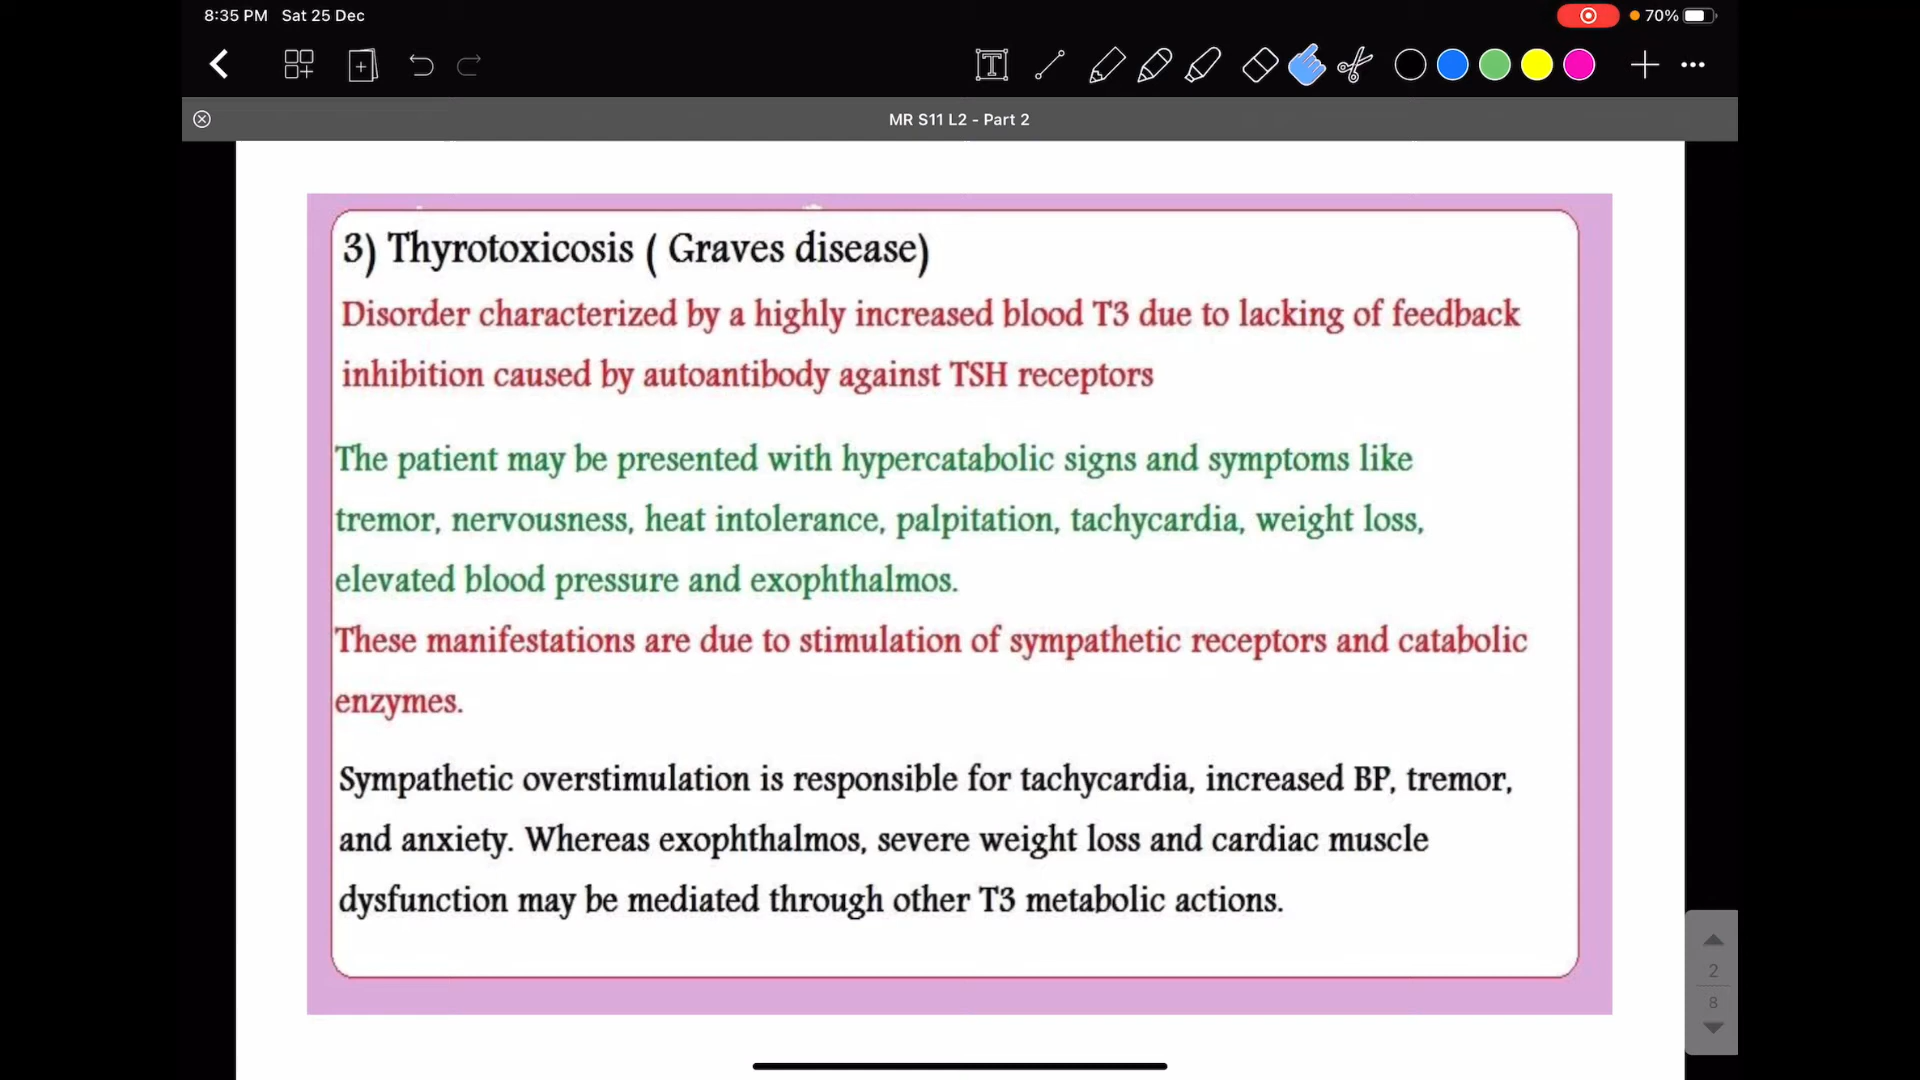 8:35 PM Sat 25 Dec
70%
T
MR S11 L2 - Part 2
3) Thyrotoxicosis ( Graves disease)
Disorder characterized by a highly increased blood T3 due to lacking of feedback
inhibition caused by autoantibody against TSH receptors
The patient may be presented with hypercatabolic signs and symptoms like
tremor, nervousness, heat intolerance, palpitation, tachycardia, weight loss,
elevated blood pressure and exophthalmos.
These manifestations are due to stimulation of sympathetic receptors and catabolic
enzymes.
Sympathetic overstimulation is responsible for tachycardia, increased BP, tremor,
and anxiety. Whereas exophthalmos, severe weight loss and cardiac muscle
dysfunction may be mediated through other T3 metabolic actions.
2
8